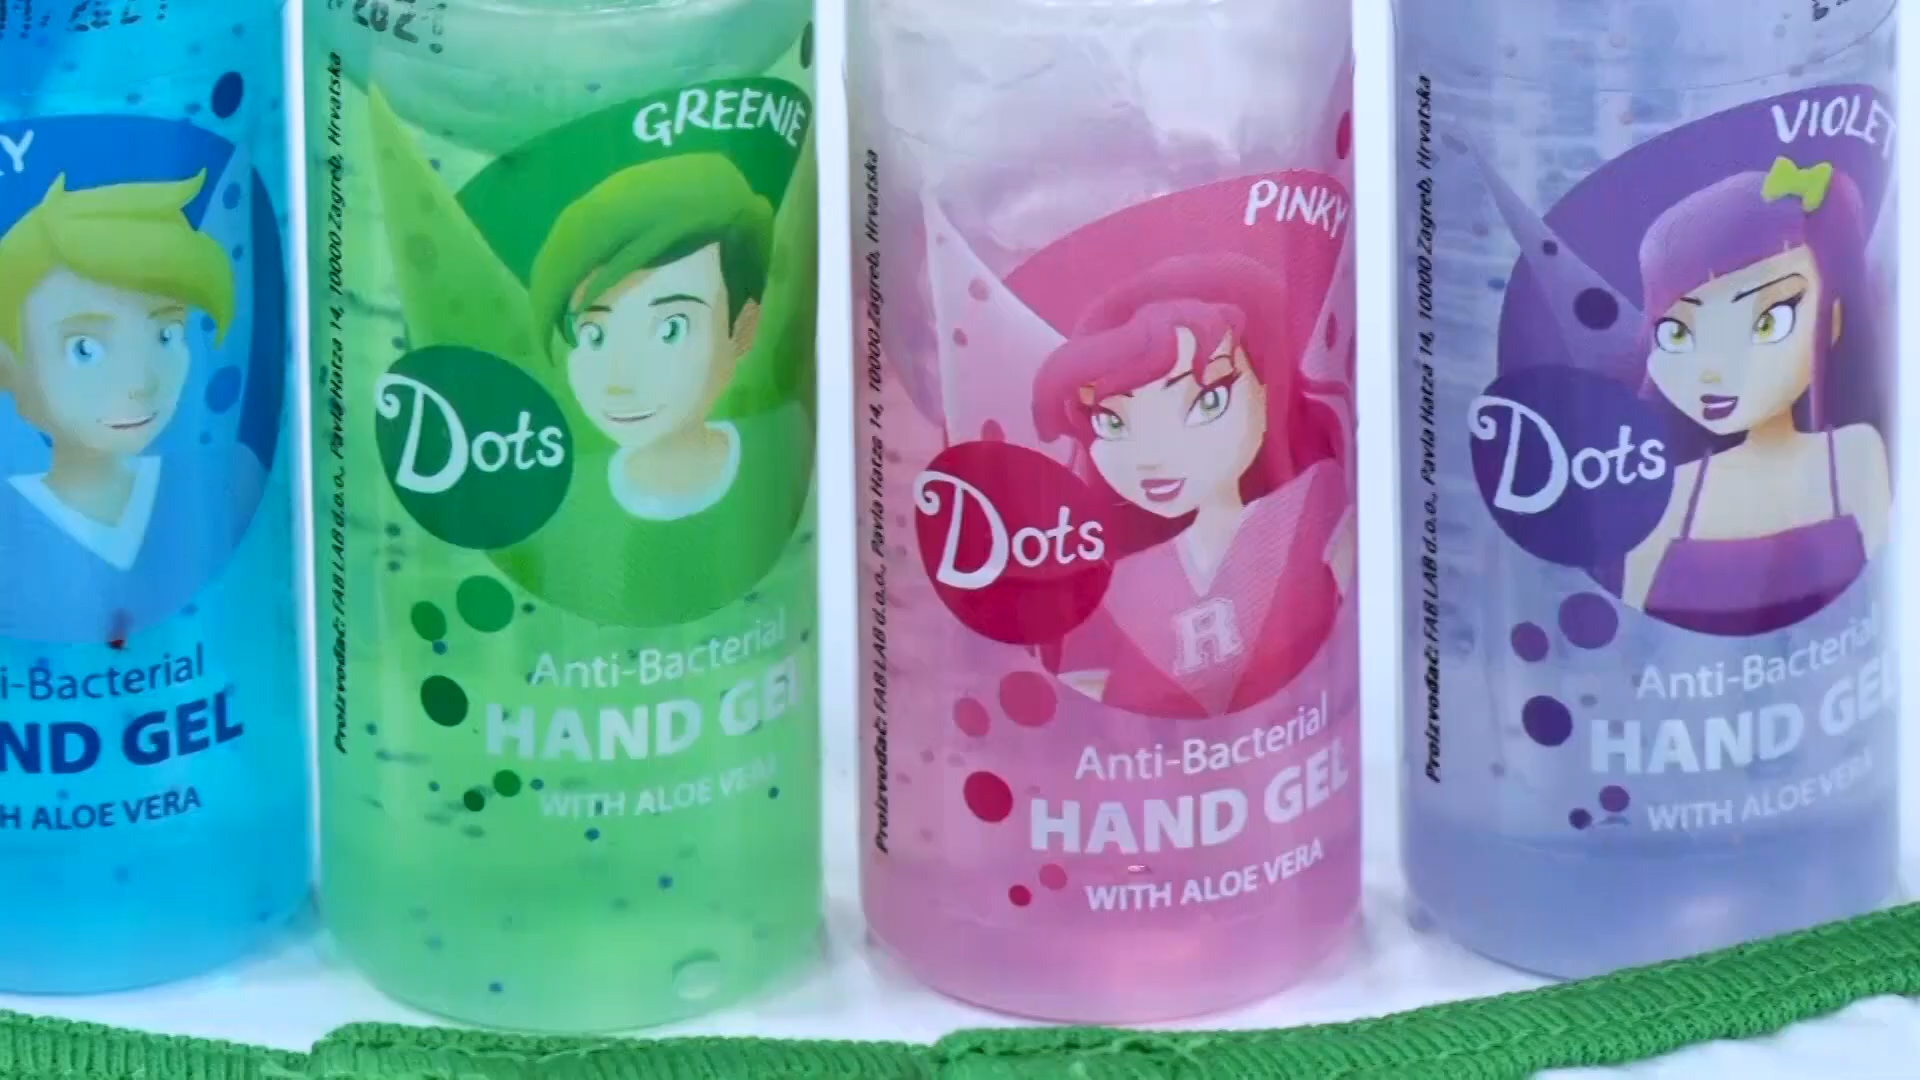 KY
i-Bacterial
ND GEL
H ALOE VERA
2021
Proizvođač: FAB LAB d.o.o., Pavla Hatza 14, 10000 Zagreb, Hrvatska
GREENIE
Dots
Anti-Bacterial
HAND GEL
WITH ALOE VERA
Proizvođač: FAB LAB d.o.o., Pavla Hatza 14, 10000 Zagreb, Hrvatska
PINKY
Dots
R
Anti-Bacterial
HAND GEL
WITH ALOE VERA
Proizvođač: FAB LAB d.o.o., Pavla Hatza 14, 10000 Zagreb, Hrvatska
VIOLET
Dots
Anti-Bacterial
HAND GEL
WITH ALOE VERA